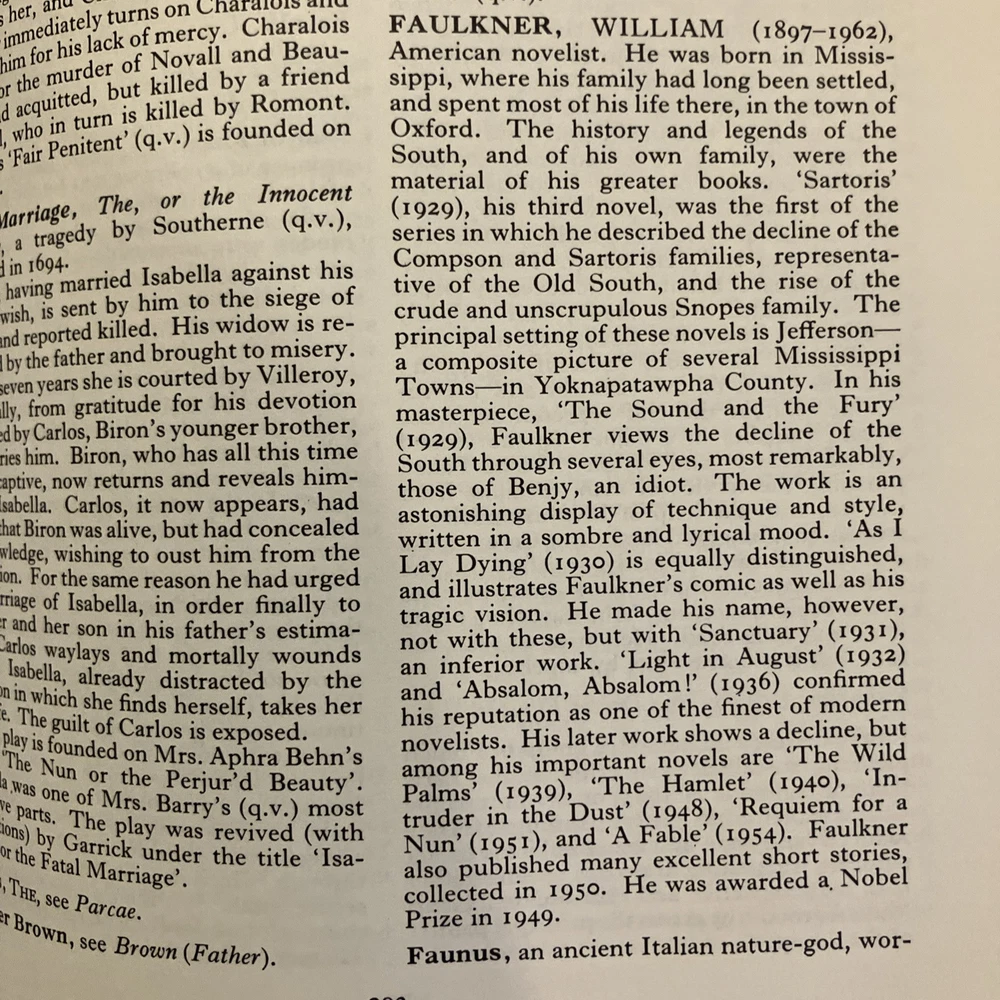 her, and
immediately turns on Charalois and
him for his lack of mercy. Charalois
the murder of Novall and Beau-
acquitted, but killed by a friend
who in turn is killed by Romont.
'Fair Penitent' (q.v.) is founded on
Marriage, The, or the Innocent
, a tragedy by Southerne (q.v.),
in 1694.
having married Isabella against his
wish, is sent by him to the siege of
and reported killed. His widow is re-
by the father and brought to misery.
seven years she is courted by Villeroy,
from gratitude for his devotion
by Carlos, Biron's younger brother,
him. Biron, who has all this time
captive, now returns and reveals him-
Isabella. Carlos, it now appears, had
that Biron was alive, but had concealed
wishing to oust him from the
For the same reason he had urged
of Isabella, in order finally to
and her son in his father's estima-
Carlos waylays and mortally wounds
Isabella, already distracted by the
in which she finds herself, takes her
The guilt of Carlos is exposed.
play is founded on Mrs. Aphra Behn's
'The Nun or the Perjur'd Beauty'.
was one of Mrs. Barry's (q.v.) most
parts. The play was revived (with
by Garrick under the title 'Isa-
or the Fatal Marriage'.
, THE, see Parcae.
Brown, see Brown (Father).
FAULKNER, WILLIAM (1897–1962),
American novelist. He was born in Missis-
sippi, where his family had long been settled,
and spent most of his life there, in the town of
Oxford. The history and legends of the
South, and of his own family, were the
material of his greater books. 'Sartoris'
(1929), his third novel, was the first of the
series in which he described the decline of the
Compson and Sartoris families, representa-
tive of the Old South, and the rise of the
crude and unscrupulous Snopes family. The
principal setting of these novels is Jefferson—
a composite picture of several Mississippi
Towns—in Yoknapatawpha County. In his
masterpiece, 'The Sound and the Fury'
(1929), Faulkner views the decline of the
South through several eyes, most remarkably,
those of Benjy, an idiot. The work is an
astonishing display of technique and style,
written in a sombre and lyrical mood. 'As I
Lay Dying' (1930) is equally distinguished,
and illustrates Faulkner's comic as well as his
tragic vision. He made his name, however,
not with these, but with 'Sanctuary' (1931),
an inferior work. 'Light in August' (1932)
and 'Absalom, Absalom!' (1936) confirmed
his reputation as one of the finest of modern
novelists. His later work shows a decline, but
among his important novels are 'The Wild
Palms' (1939), 'The Hamlet' (1940), 'In-
truder in the Dust' (1948), 'Requiem for a
Nun' (1951), and 'A Fable' (1954). Faulkner
also published many excellent short stories,
collected in 1950. He was awarded a Nobel
Prize in 1949.
Faunus, an ancient Italian nature-god, wor-